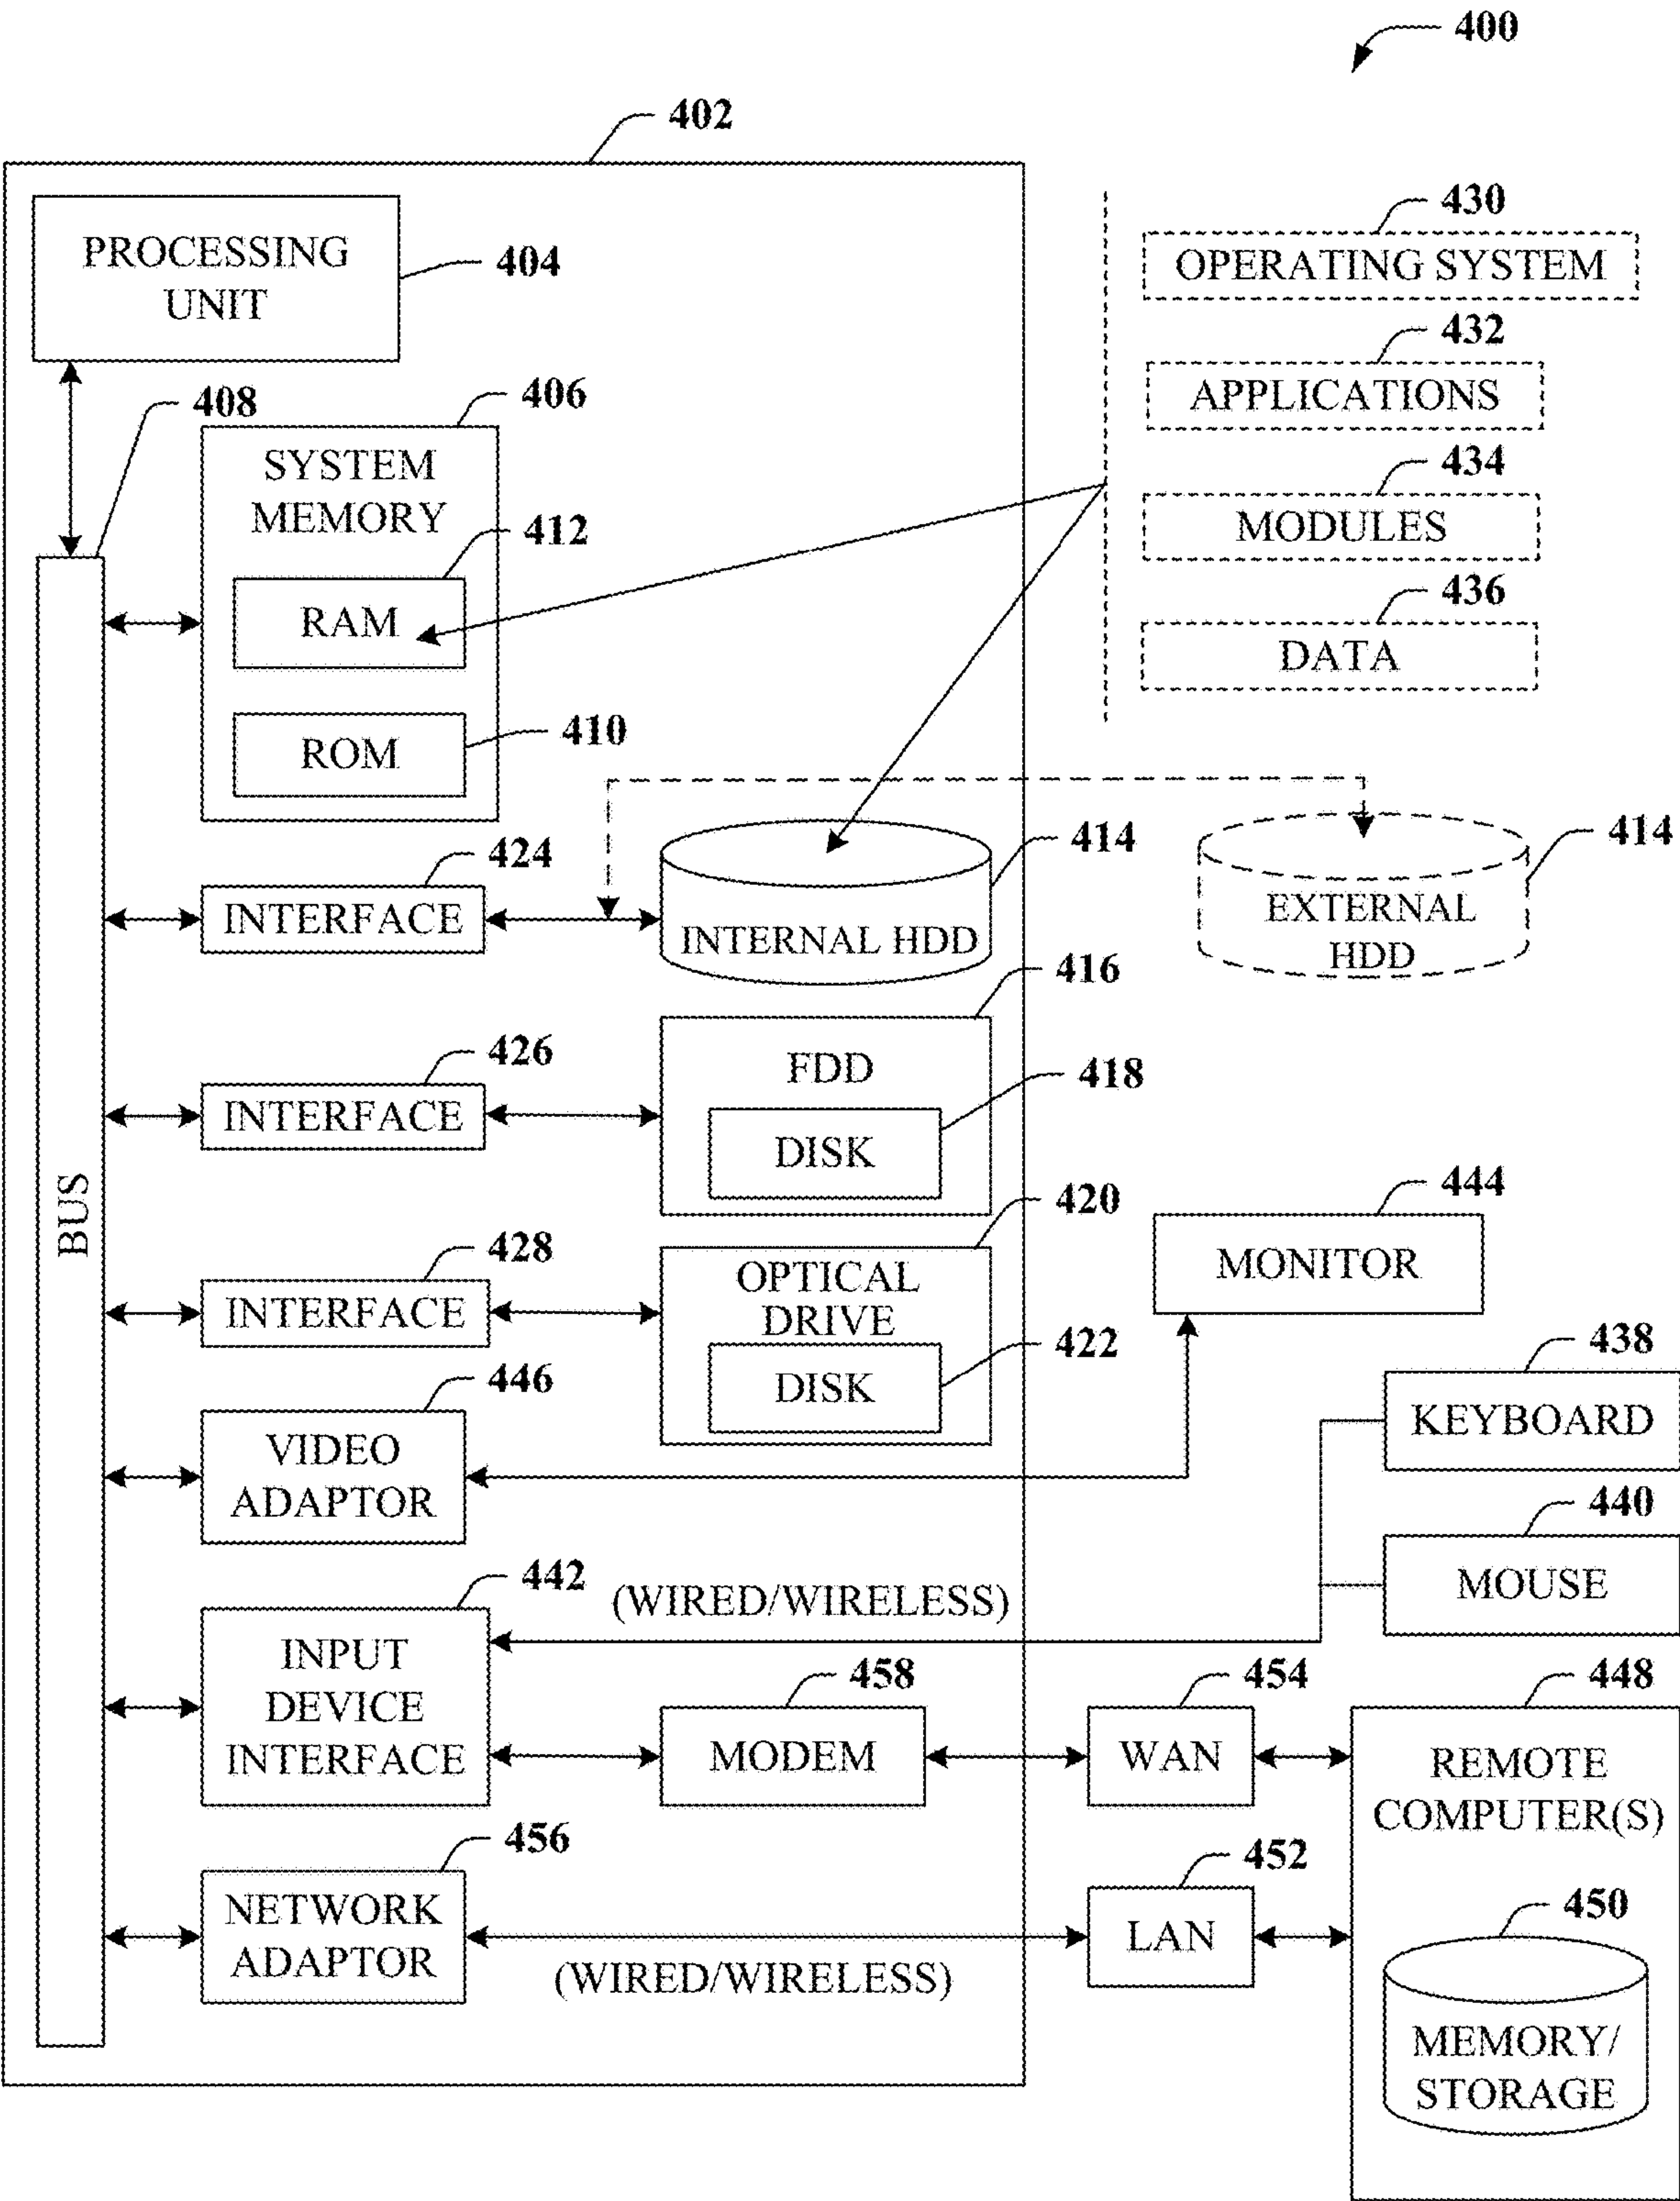 400
402
PROCESSING
UNIT
404
430
OPERATING SYSTEM
432
APPLICATIONS
434
MODULES
436
DATA
408
406
SYSTEM
MEMORY
412
RAM
410
ROM
BUS
424
INTERFACE
414
INTERNAL HDD
414
EXTERNAL
HDD
426
INTERFACE
416
FDD
418
DISK
428
INTERFACE
420
OPTICAL
DRIVE
422
DISK
444
MONITOR
446
VIDEO
ADAPTOR
438
KEYBOARD
440
MOUSE
442
INPUT
DEVICE
INTERFACE
(WIRED/WIRELESS)
458
MODEM
454
WAN
448
REMOTE
COMPUTER(S)
456
NETWORK
ADAPTOR
(WIRED/WIRELESS)
452
LAN
450
MEMORY/
STORAGE